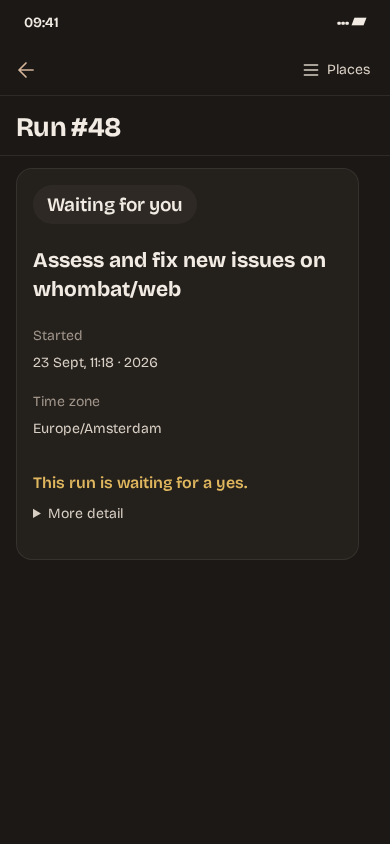 09:41
Places
Run #48
Waiting for you
Assess and fix new issues on
whombat/web
Started
23 Sept, 11:18 · 2026
Time zone
Europe/Amsterdam
This run is waiting for a yes.
More detail